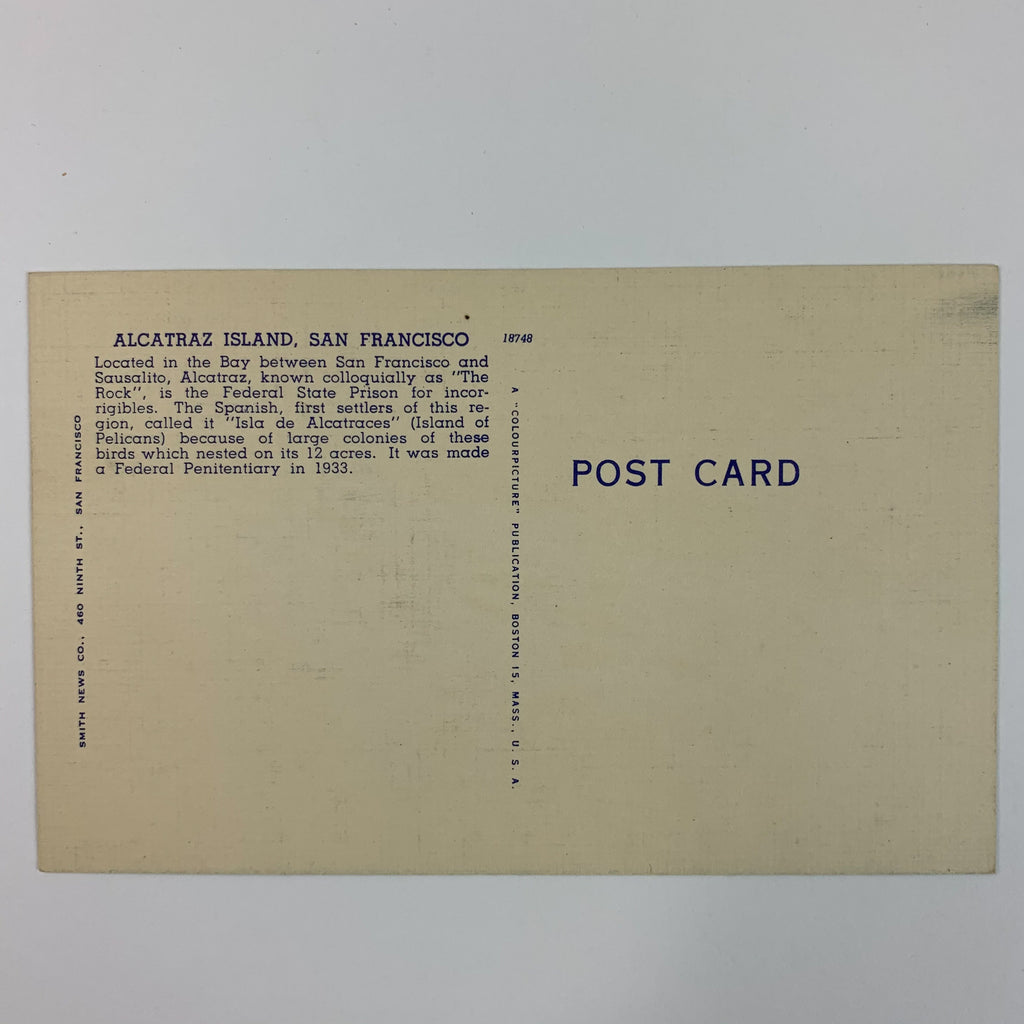 ALCATRAZ ISLAND, SAN FRANCISCO
Located in the Bay between San Francisco and
Sausalito, Alcatraz, known colloquially as "The
Rock", is the Federal State Prison for incor-
rigibles. The Spanish, first settlers of this re-
gion, called it "Isla de Alcatraces" (Island of
Pelicans) because of large colonies of these
birds which nested on its 12 acres. It was made
a Federal Penitentiary in 1933.
SMITH NEWS CO., 460 NINTH ST., SAN FRANCISCO
18748
A "COLOURPICTURE" PUBLICATION, BOSTON 15, MASS., U. S. A.
POST CARD